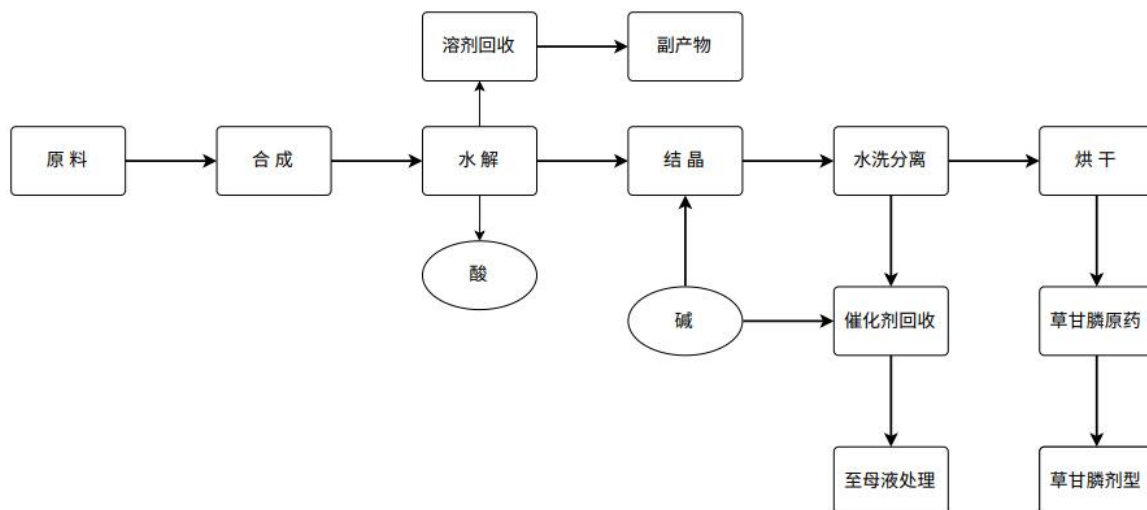 溶剂回收
副产物
原 料
合 成
水 解
结 晶
水洗分离
烘 干
酸
碱
催化剂回收
草甘膦原药
至母液处理
草甘膦剂型